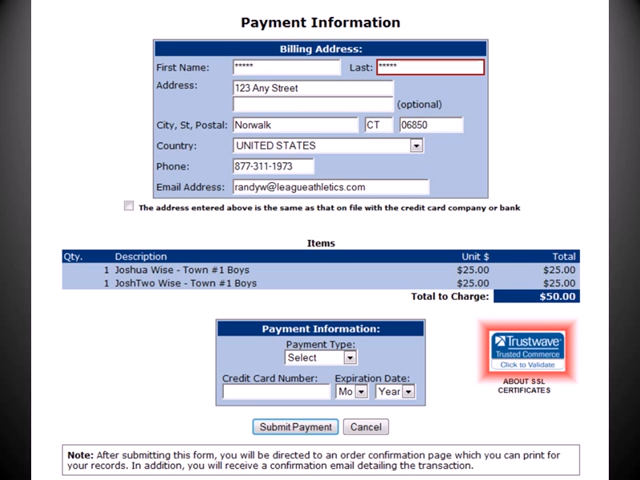 Payment Information
Billing Address:
First Name: ***** Last: *****
Address: 123 Any Street
(optional)
City, St, Postal: Norwalk CT 06850
Country: UNITED STATES
Phone: 877-311-1973
Email Address: randyw@leagueathletics.com
The address entered above is the same as that on file with the credit card company or bank
Items
Qty. Description Unit $ Total
1 Joshua Wise - Town #1 Boys $25.00 $25.00
1 JoshTwo Wise - Town #1 Boys $25.00 $25.00
Total to Charge: $50.00
Payment Information:
Payment Type:
Select
Credit Card Number: Expiration Date:
Mo Year
Trustwave
Trusted Commerce
Click to Validate
ABOUT SSL
CERTIFICATES
Submit Payment Cancel
Note: After submitting this form, you will be directed to an order confirmation page which you can print for
your records. In addition, you will receive a confirmation email detailing the transaction.